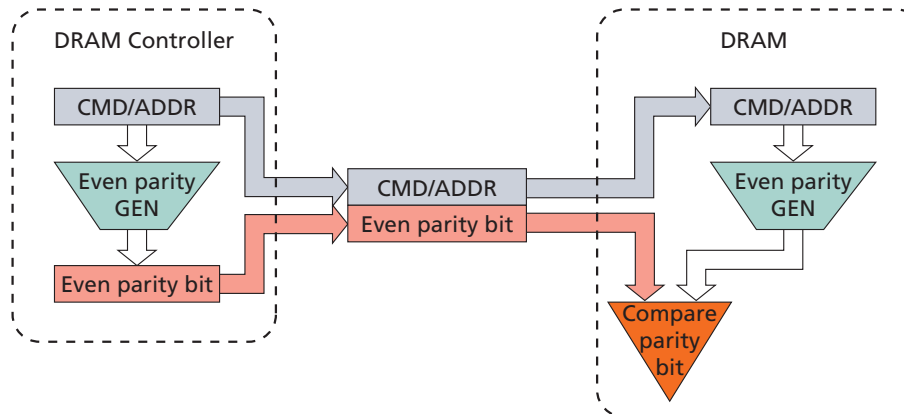 DRAM Controller
CMD/ADDR
Even parity
GEN
Even parity bit
CMD/ADDR
Even parity bit
DRAM
CMD/ADDR
Even parity
GEN
Compare
parity
bit